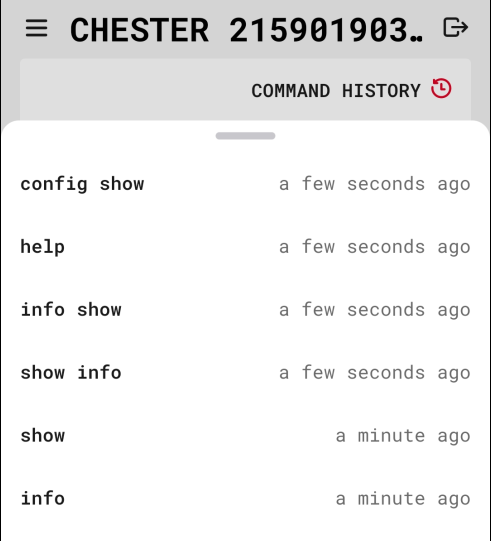 CHESTER 215901903…
COMMAND HISTORY
config show a few seconds ago
help a few seconds ago
info show a few seconds ago
show info a few seconds ago
show a minute ago
info a minute ago